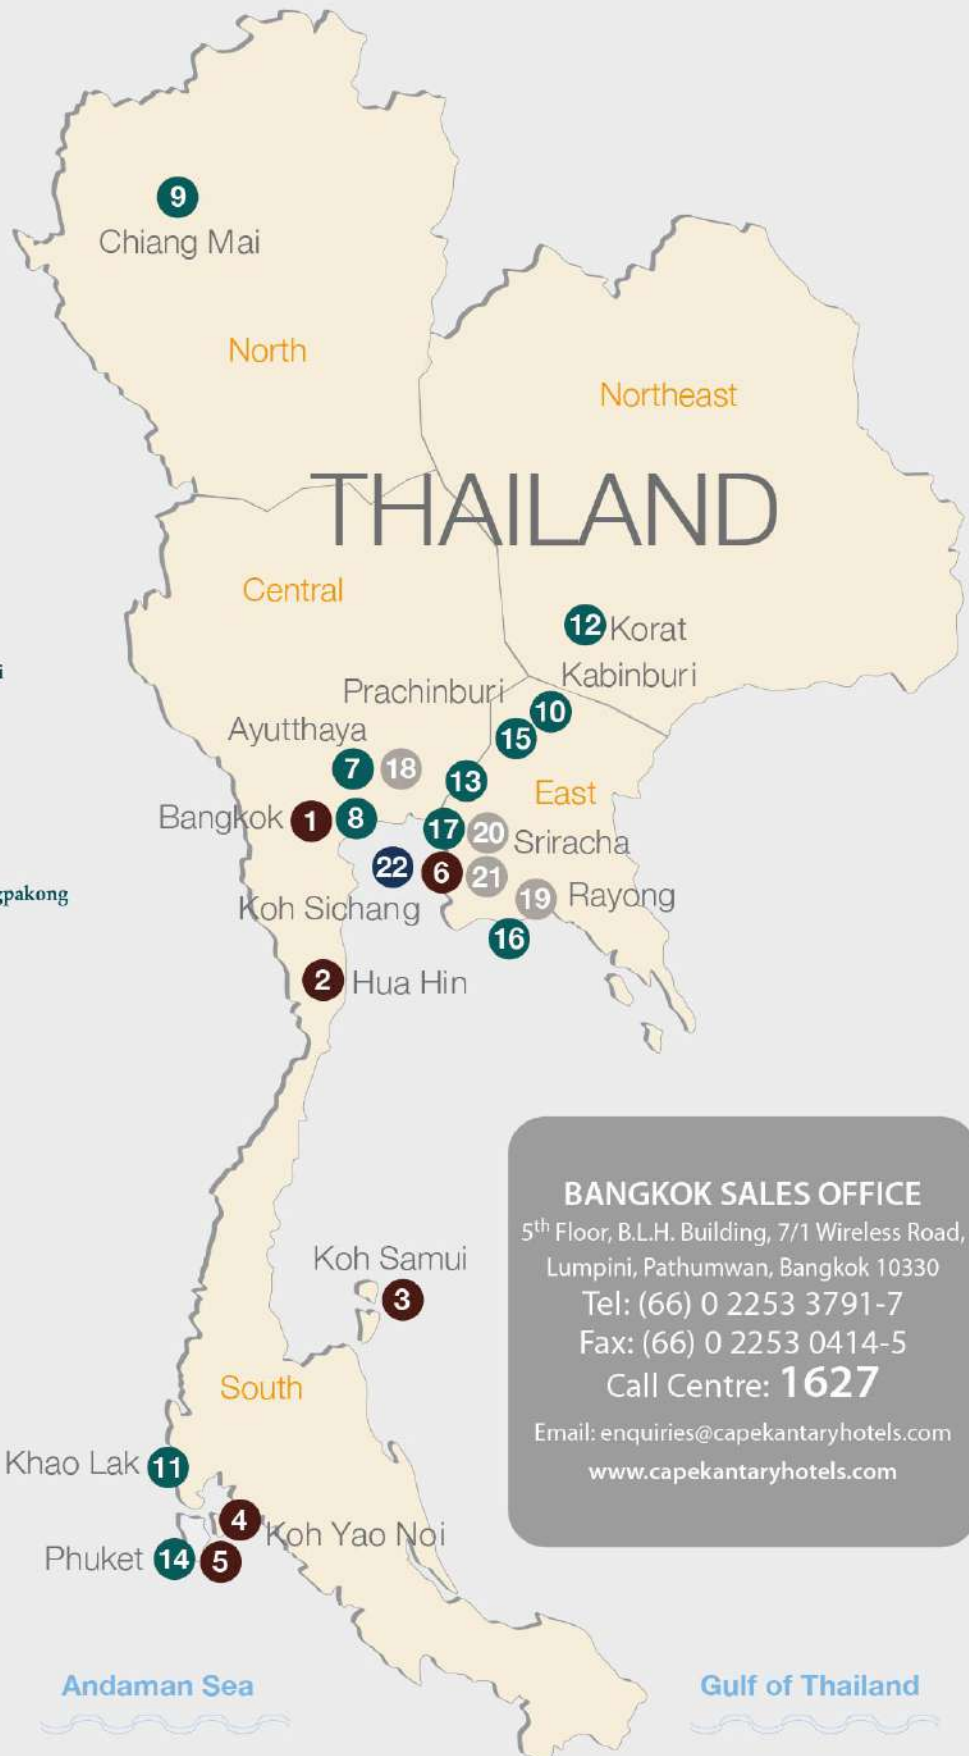 9
Chiang Mai
North
Northeast
THAILAND
Central
12 Korat
Kabinburi
Prachinburi
10
Ayutthaya
15
7 18
13
East
Bangkok 1 8
17 20 Sriracha
22 6 21
19 Rayong
Koh Sichang
16
2 Hua Hin
gpakong
BANGKOK SALES OFFICE
5th Floor, B.L.H. Building, 7/1 Wireless Road,
Lumpini, Pathumwan, Bangkok 10330
Tel: (66) 0 2253 3791-7
Fax: (66) 0 2253 0414-5
Call Centre: 1627
Email: enquiries@capekantaryhotels.com
www.capekantaryhotels.com
Koh Samui
3
South
Khao Lak 11
4
Koh Yao Noi
Phuket 14 5
Andaman Sea
Gulf of Thailand